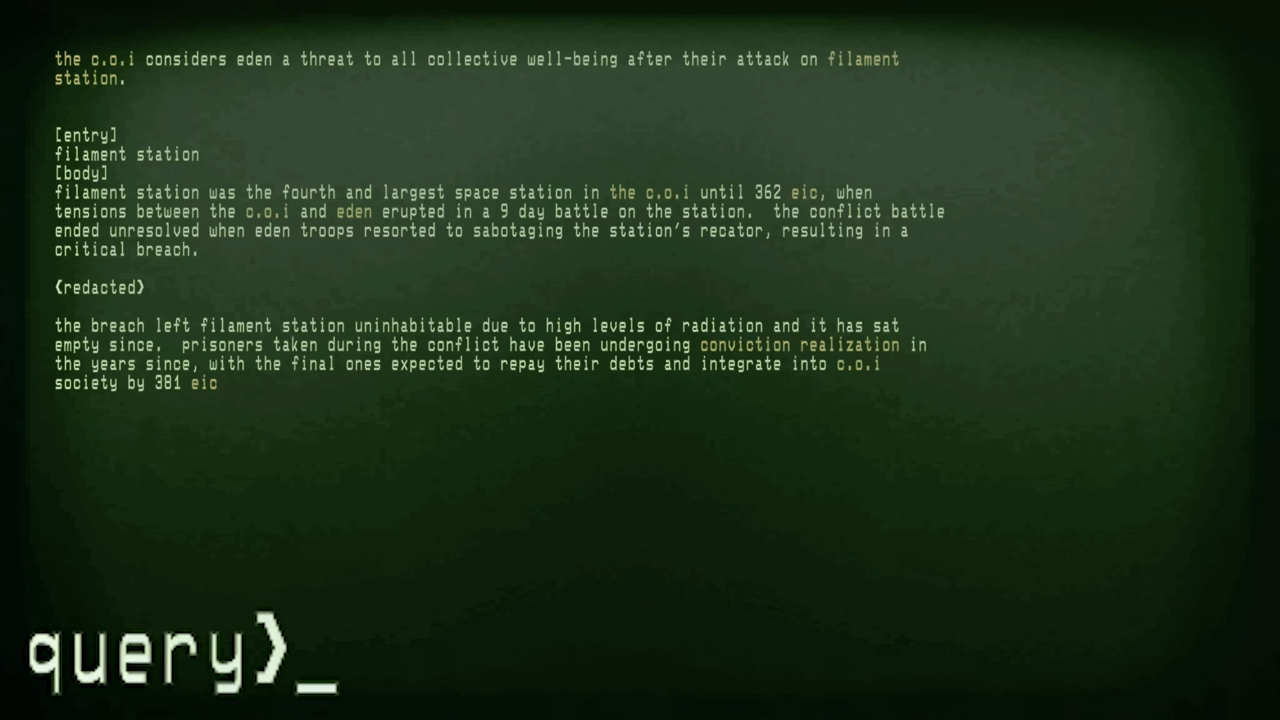 the c.o.i considers eden a threat to all collective well-being after their attack on filament
station.
[entry]
filament station
[body]
filament station was the fourth and largest space station in the c.o.i until 362 eic, when
tensions between the c.o.i and eden erupted in a 9 day battle on the station.  the conflict battle
ended unresolved when eden troops resorted to sabotaging the station's recator, resulting in a
critical breach.
{redacted}
the breach left filament station uninhabitable due to high levels of radiation and it has sat
empty since.  prisoners taken during the conflict have been undergoing conviction realization in
the years since, with the final ones expected to repay their debts and integrate into c.o.i
society by 381 eic
query}_